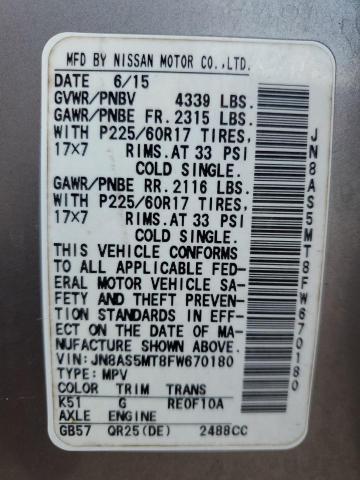 MFD BY NISSAN MOTOR CO.,LTD.
DATE 6/15
GVWR/PNBV 4339 LBS.
GAWR/PNBE FR. 2315 LBS.
WITH P225/60R17 TIRES,
17×7 RIMS.AT 33 PSI
COLD SINGLE.
GAWR/PNBE RR. 2116 LBS.
WITH P225/60R17 TIRES,
17×7 RIMS.AT 33 PSI
COLD SINGLE.
THIS VEHICLE CONFORMS
TO ALL APPLICABLE FED-
ERAL MOTOR VEHICLE SA-
FETY AND THEFT PREVEN-
TION STANDARDS IN EFF-
ECT ON THE DATE OF MA-
NUFACTURE SHOWN ABOVE.
VIN: JN8AS5MT8FW670180
TYPE: MPV
COLOR TRIM TRANS
K51 G RE0F10A
AXLE ENGINE
GB57 QR25(DE) 2488CC
JN8AS5MT8FW670180